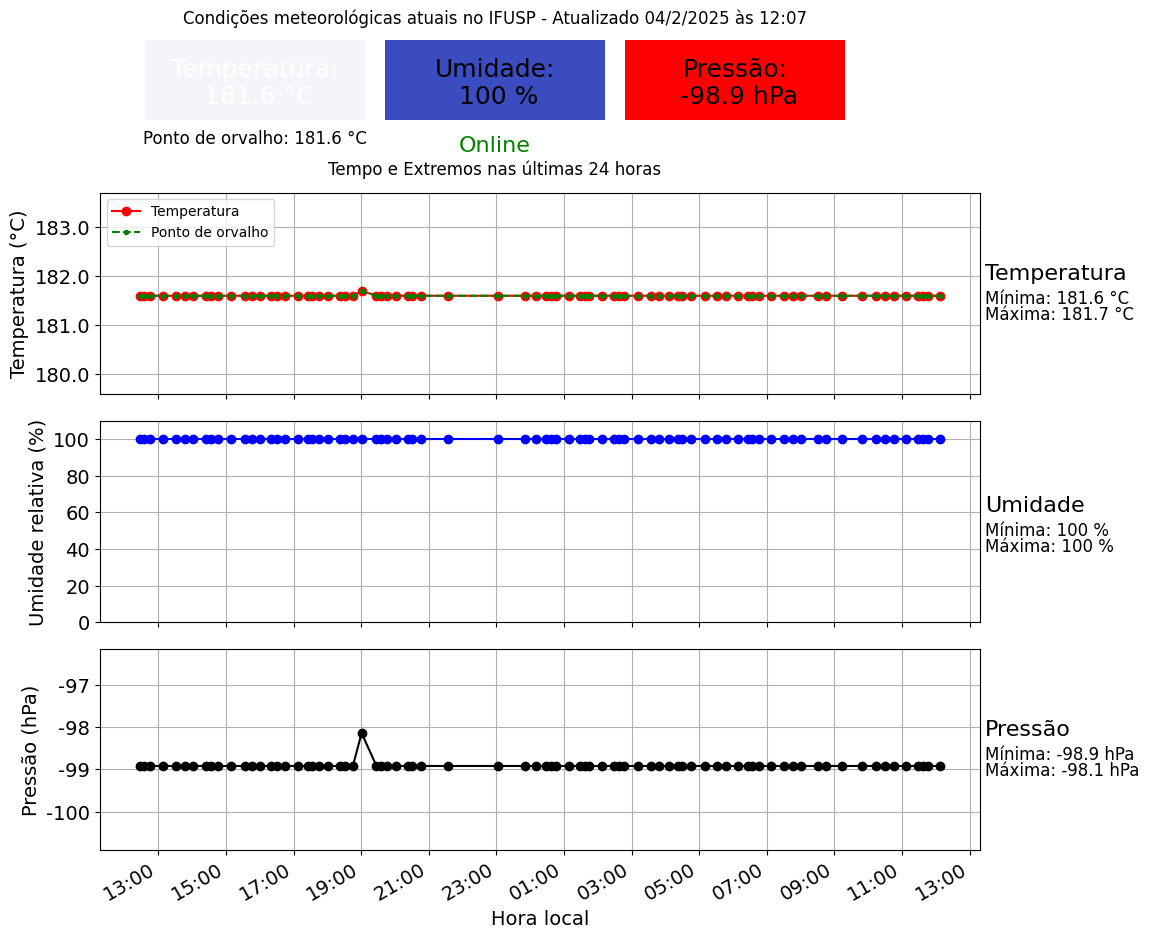 Condições meteorológicas atuais no IFUSP - Atualizado 04/2/2025 às 12:07
Temperatura:
181.6 °C
Umidade:
100 %
Pressão:
-98.9 hPa
Ponto de orvalho: 181.6 °C
Online
Tempo e Extremos nas últimas 24 horas
Temperatura (°C)
183.0
182.0
181.0
180.0
Temperatura
Ponto de orvalho
Temperatura
Mínima: 181.6 °C
Máxima: 181.7 °C
Umidade relativa (%)
100
80
60
40
20
0
Umidade
Mínima: 100 %
Máxima: 100 %
Pressão (hPa)
-97
-98
-99
-100
Pressão
Mínima: -98.9 hPa
Máxima: -98.1 hPa
13:00 15:00 17:00 19:00 21:00 23:00 01:00 03:00 05:00 07:00 09:00 11:00 13:00
Hora local